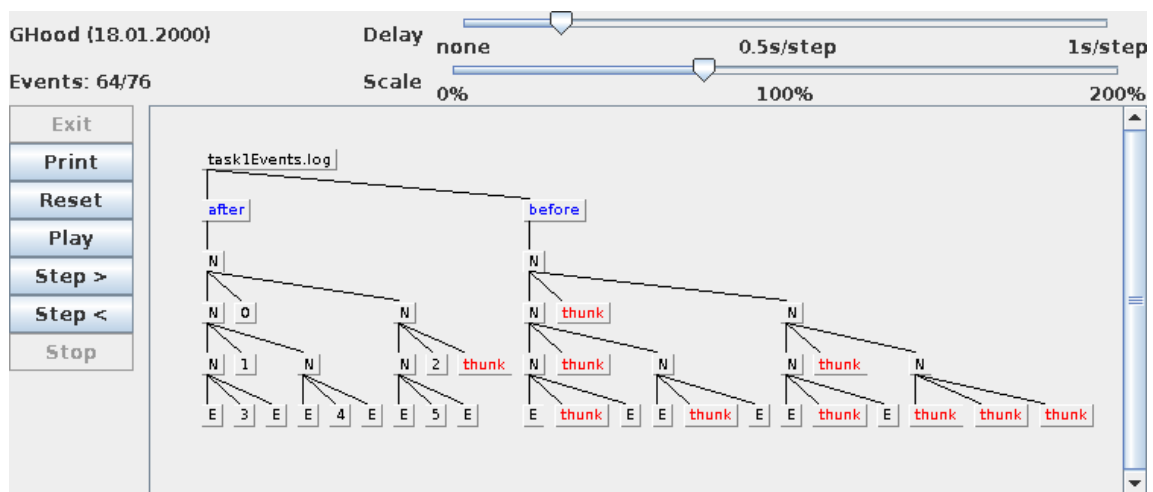 GHood (18.01.2000) Delay none 0.5s/step 1s/step
Events: 64/76 Scale 0% 100% 200%
Exit
Print
Reset
Play
Step >
Step <
Stop
task1Events.log
after before
N N
N 0 N N thunk N
N 1 N N 2 thunk N thunk N N thunk N
E 3 E E 4 E E 5 E E thunk E E thunk E E thunk E thunk thunk thunk